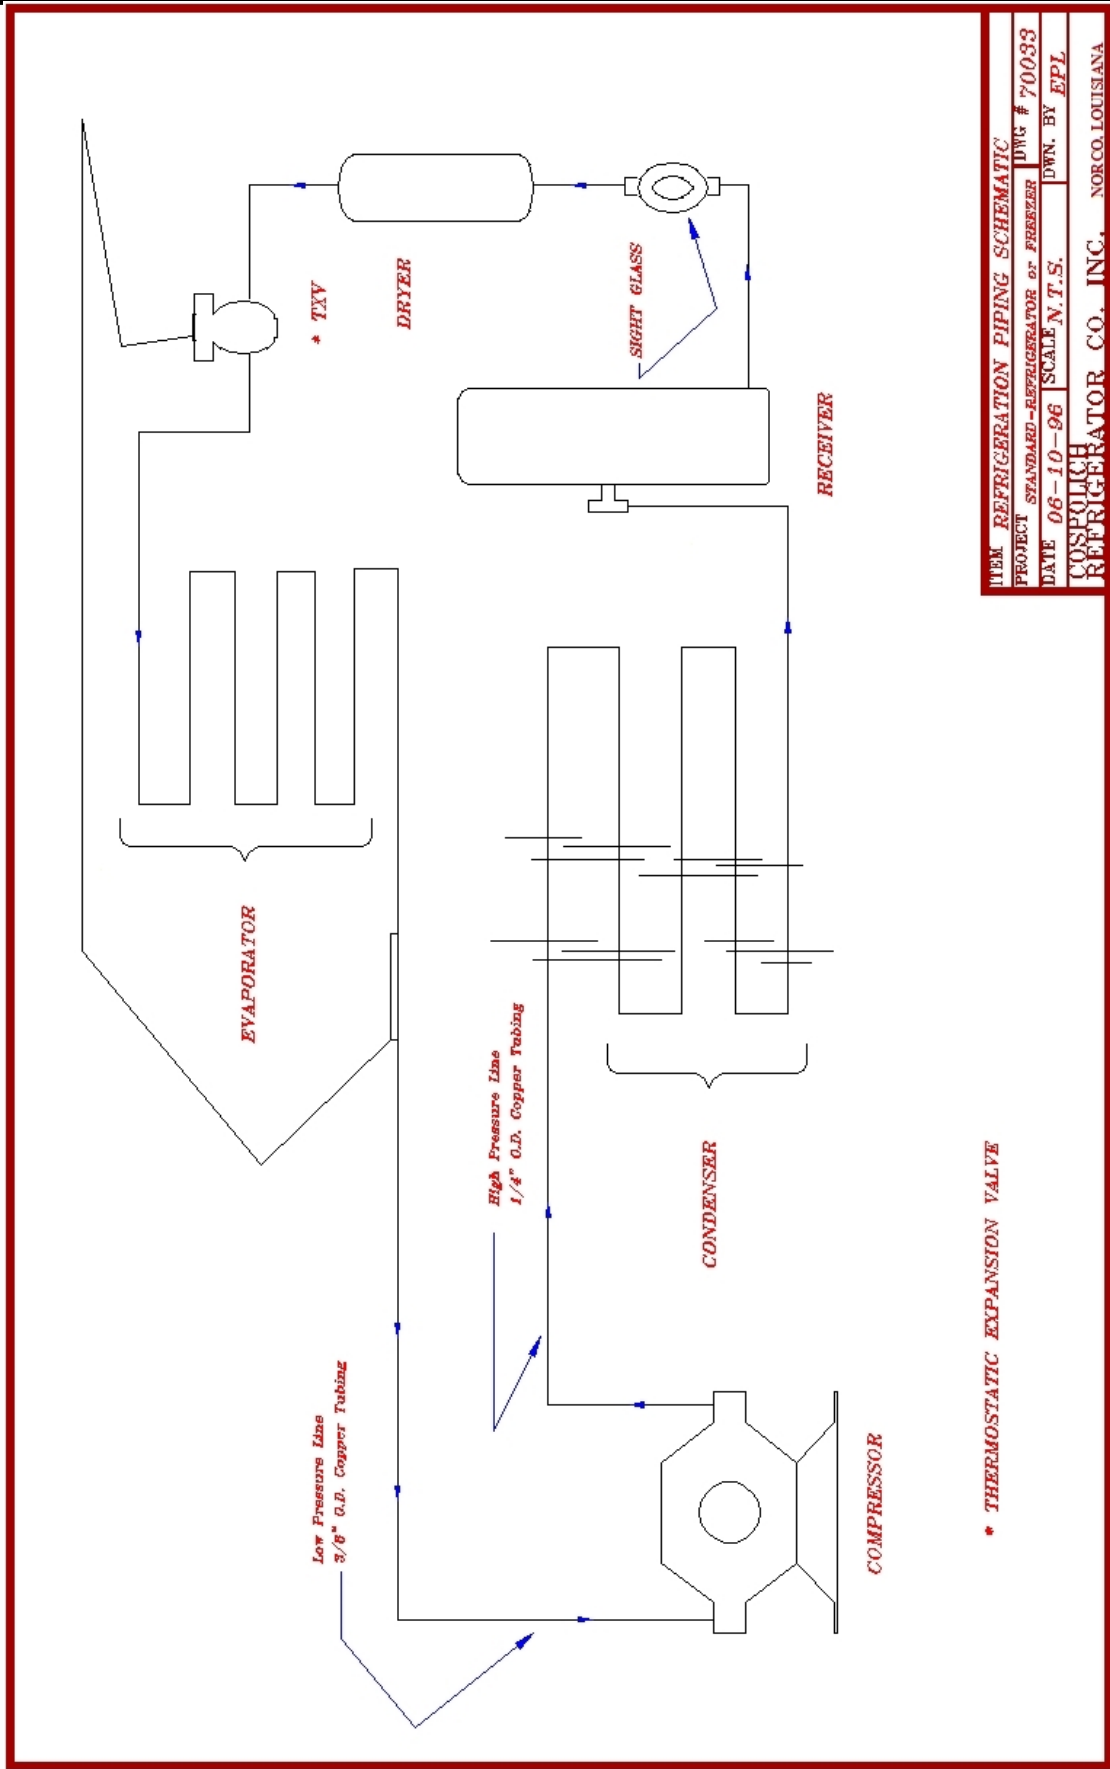 * TXV
DRYER
SIGHT GLASS
RECEIVER
EVAPORATOR
High Pressure Line
1/4" O.D. Copper Tubing
CONDENSER
Low Pressure Line
3/8" O.D. Copper Tubing
COMPRESSOR
* THERMOSTATIC EXPANSION VALVE
ITEM REFRIGERATION PIPING SCHEMATIC
PROJECT STANDARD-REFRIGERATOR or FREEZER DWG # 70033
DATE 06-10-96 SCALE N.T.S. DWN. BY EPL
COSPOLICH
REFRIGERATOR CO. INC. NORCO, LOUISIANA